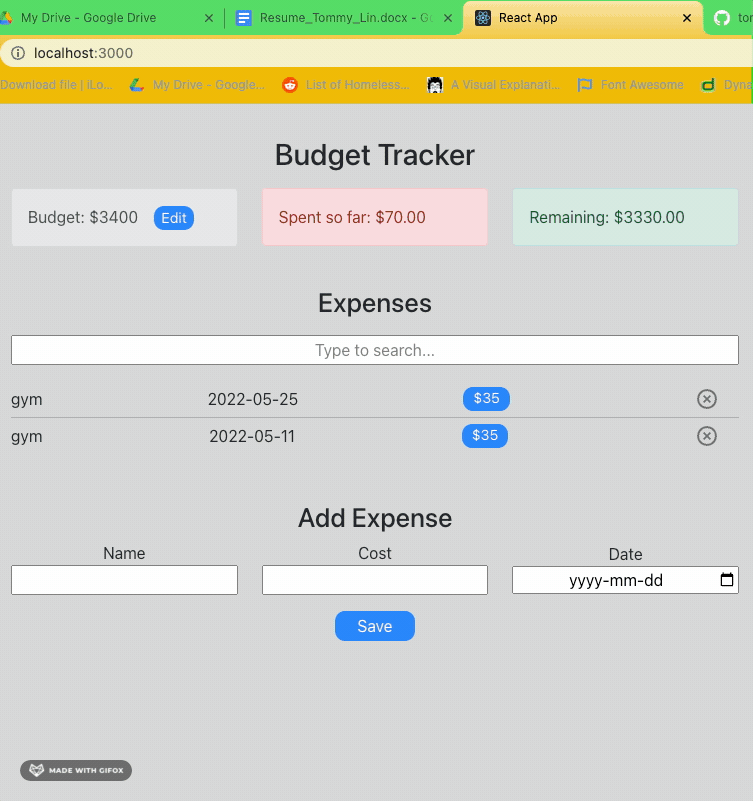 My Drive - Google Drive
Resume_Tommy_Lin.docx - Go
React App
tor
localhost:3000
Download file | iLo...
My Drive - Google...
List of Homeless...
A Visual Explanati...
Font Awesome
Dyna
Budget Tracker
Budget: $3400
Edit
Spent so far: $70.00
Remaining: $3330.00
Expenses
Type to search...
gym 2022-05-25 $35
gym 2022-05-11 $35
Add Expense
Name
Cost
Date
yyyy-mm-dd
Save
MADE WITH GIFOX